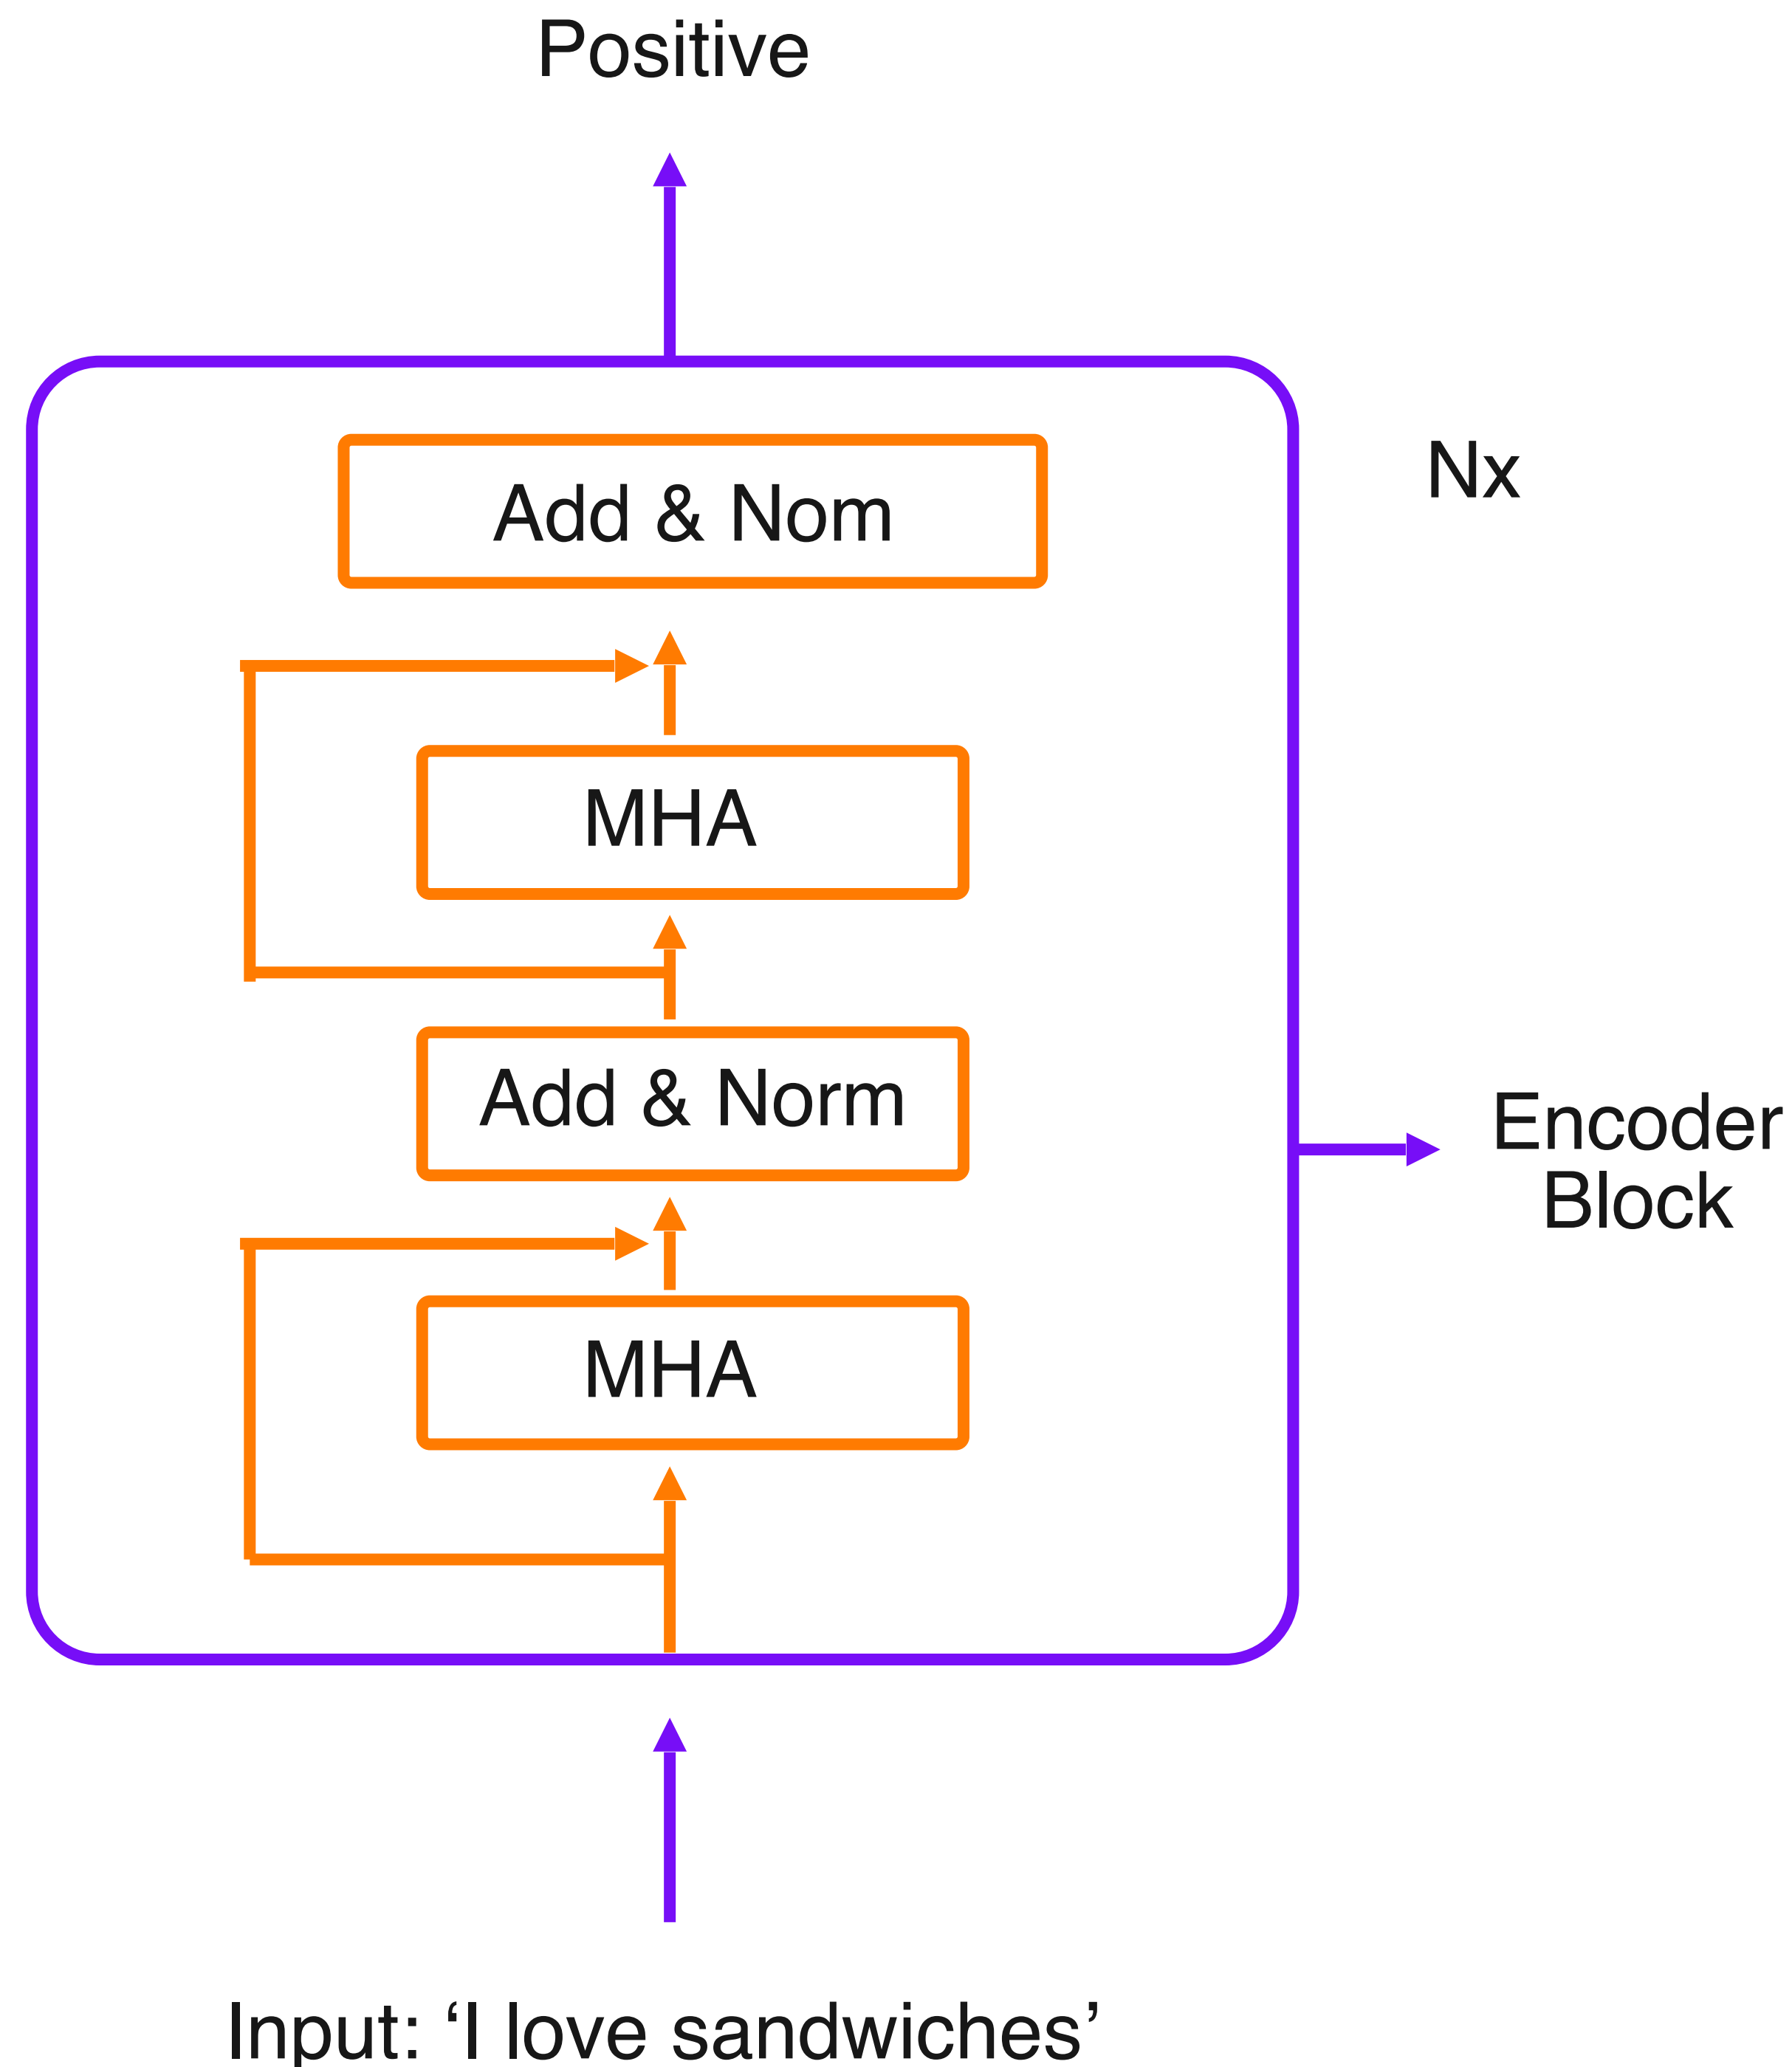 Positive
Add & Nom
Nx
MHA
Add & Norm
Encoder
Block
MHA
Input: ‘I love sandwiches’